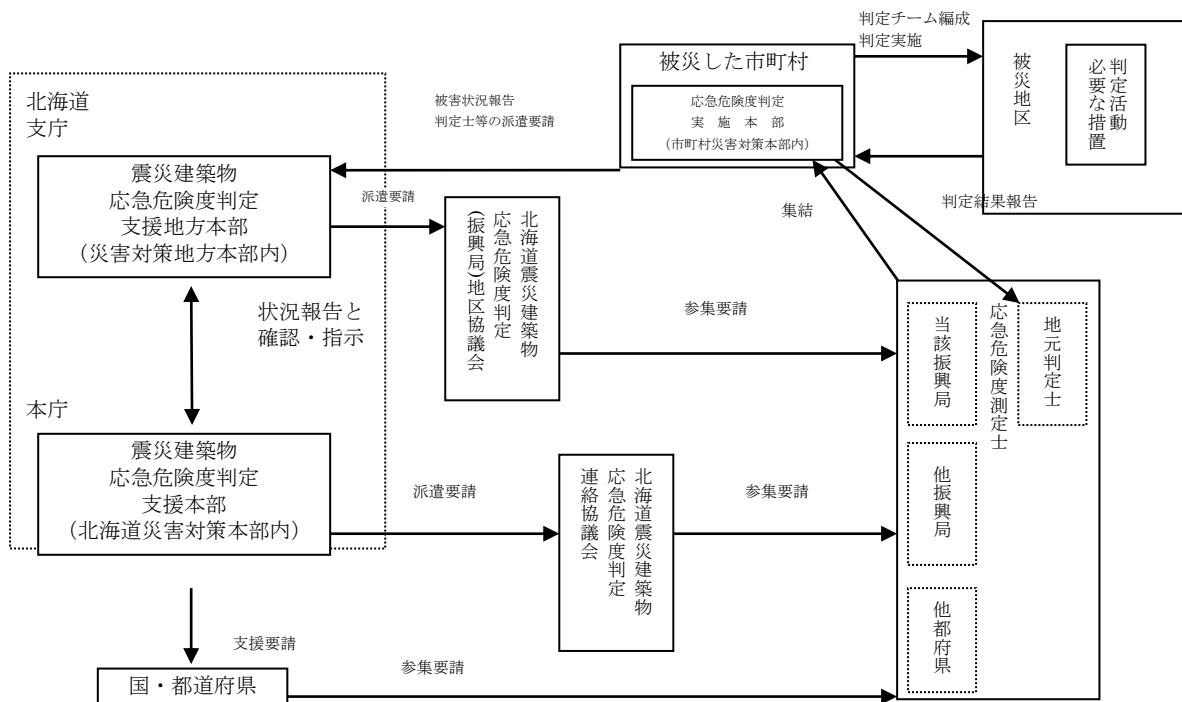 判定チーム編成
判定実施
被災した市町村
応急危険度判定
実　施　本　部
（市町村災害対策本部内）
被災地区
判定活動
必要な措置
北海道
支庁
被害状況報告
判定士等の派遣要請
震災建築物
応急危険度判定
支援地方本部
（災害対策地方本部内）
派遣要請
北海道震災建築物
応急危険度判定
(振興局)地区協議会
集結
判定結果報告
状況報告と
確認・指示
参集要請
応急危険度測定士
地元判定士
当該振興局
本庁
震災建築物
応急危険度判定
支援本部
（北海道災害対策本部内）
派遣要請
北海道震災建築物
応急危険度判定
連絡協議会
参集要請
他振興局
他都府県
支援要請
国・都道府県
参集要請